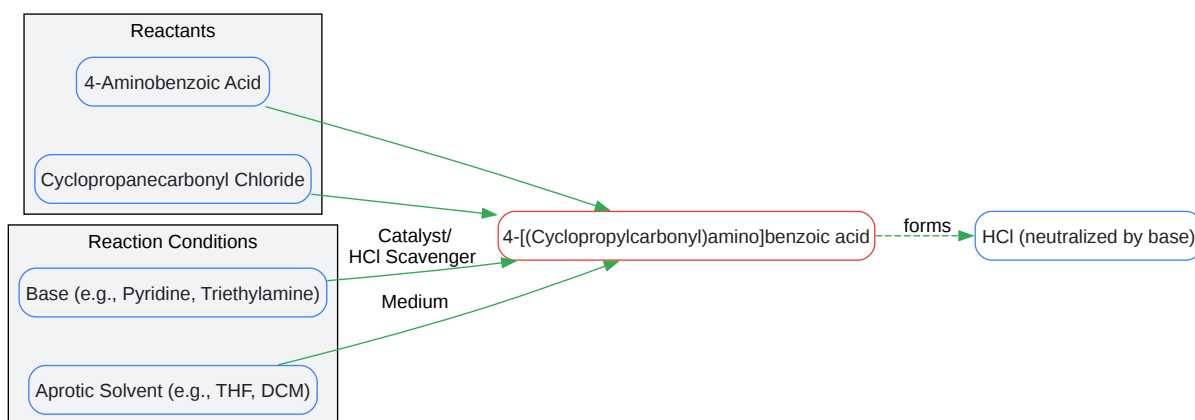 Reactants
4-Aminobenzoic Acid
Cyclopropanecarbonyl Chloride
Reaction Conditions
Base (e.g., Pyridine, Triethylamine)
Aprotic Solvent (e.g., THF, DCM)
Catalyst/
HCl Scavenger
Medium
4-[(Cyclopropylcarbonyl)amino]benzoic acid
forms
HCl (neutralized by base)